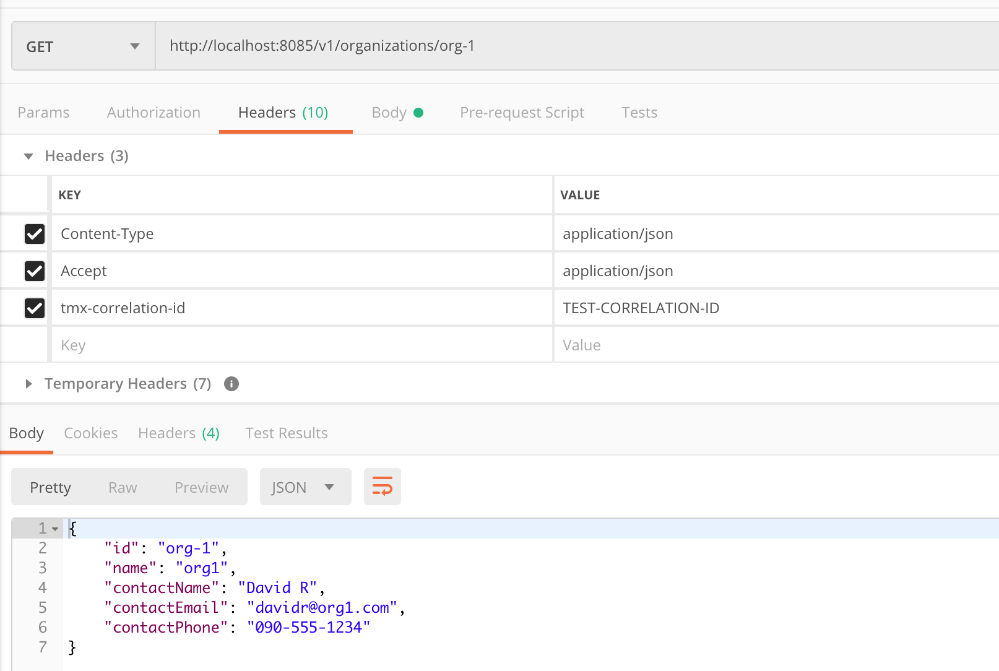 GET http://localhost:8085/v1/organizations/org-1
Params Authorization Headers (10) Body Pre-request Script Tests
Headers (3)
KEY VALUE
Content-Type application/json
Accept application/json
tmx-correlation-id TEST-CORRELATION-ID
Key Value
Temporary Headers (7) i
Body Cookies Headers (4) Test Results
Pretty Raw Preview JSON
1 {
2 "id": "org-1",
3 "name": "org1",
4 "contactName": "David R",
5 "contactEmail": "davidr@org1.com",
6 "contactPhone": "090-555-1234"
7 }